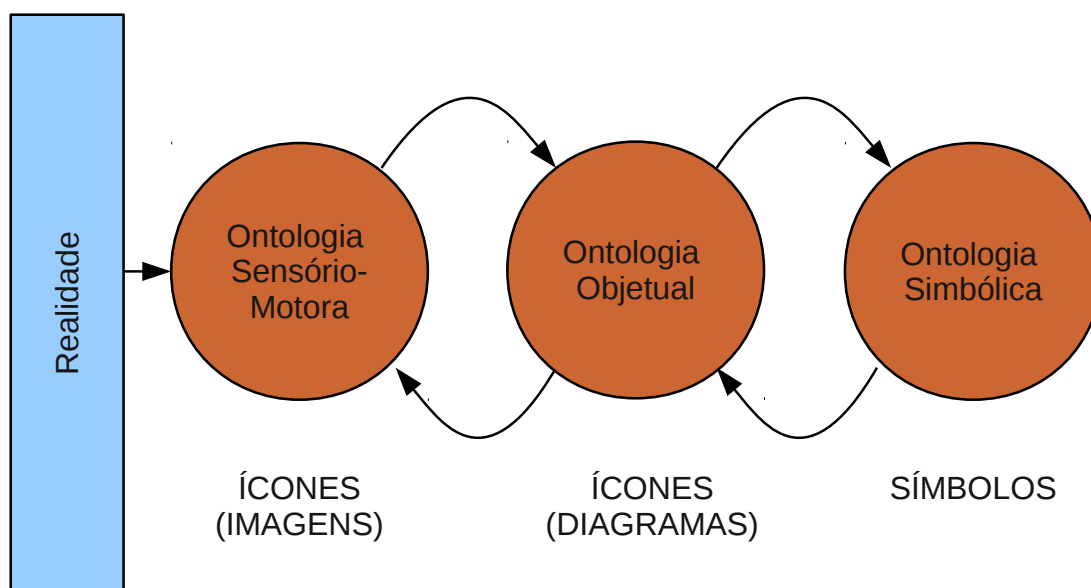 Realidade
Ontologia
Sensório-
Motora
Ontologia
Objetual
Ontologia
Simbólica
ÍCONES
(IMAGENS)
ÍCONES
(DIAGRAMAS)
SÍMBOLOS